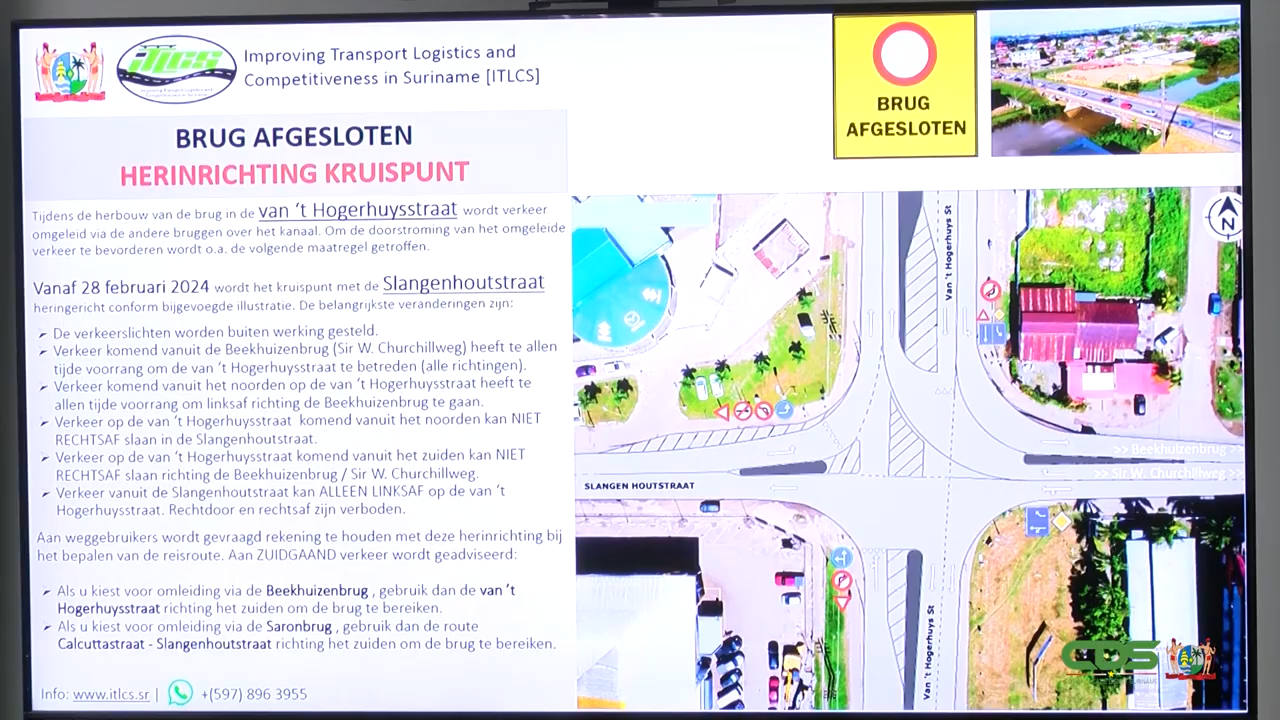 itlcs
Improving Transport Logistics and
Competitiveness in Suriname [ITLCS]
BRUG
AFGESLOTEN
BRUG AFGESLOTEN
HERINRICHTING KRUISPUNT
Tijdens de herbouw van de brug in de van ’t Hogerhuysstraat wordt verkeer
omgeleid via de andere bruggen over het kanaal. Om de doorstroming van het omgeleide
verkeer te bevorderen wordt o.a. de volgende maatregel getroffen.
Vanaf 28 februari 2024 wordt het kruispunt met de Slangenhoutstraat
heringericht conform bijgevoegde illustratie. De belangrijkste veranderingen zijn:
➢ De verkeerslichten worden buiten werking gesteld.
➢ Verkeer komend vanuit de Beekhuizenbrug (Sir W. Churchillweg) heeft te allen
tijde voorrang om de van ’t Hogerhuysstraat te betreden (alle richtingen).
➢ Verkeer komend vanuit het noorden op de van ’t Hogerhuysstraat heeft te
allen tijde voorrang om linksaf richting de Beekhuizenbrug te gaan.
➢ Verkeer op de van ’t Hogerhuysstraat komend vanuit het noorden kan NIET
RECHTSAF slaan in de Slangenhoutstraat.
➢ Verkeer op de van ’t Hogerhuysstraat komend vanuit het zuiden kan NIET
RECHTSAF slaan richting de Beekhuizenbrug / Sir W. Churchillweg.
➢ Verkeer vanuit de Slangenhoutstraat kan ALLEEN LINKSAF op de van ’t
Hogerhuysstraat. Rechtdoor en rechtsaf zijn verboden.
Aan weggebruikers wordt gevraagd rekening te houden met deze herinrichting bij
het bepalen van de reisroute. Aan ZUIDGAAND verkeer wordt geadviseerd:
➢ Als u kiest voor omleiding via de Beekhuizenbrug , gebruik dan de van ’t
Hogerhuysstraat richting het zuiden om de brug te bereiken.
➢ Als u kiest voor omleiding via de Saronbrug , gebruik dan de route
Calcuttastraat - Slangenhoutstraat richting het zuiden om de brug te bereiken.
Info: www.itlcs.sr | +(597) 896 3955
Van 't Hogerhuys St
N
>> Beekhuizenbrug >>
>> Sir W. Churchillweg >>
SLANGEN HOUTSTRAAT
Van 't Hogerhuys St
CDS